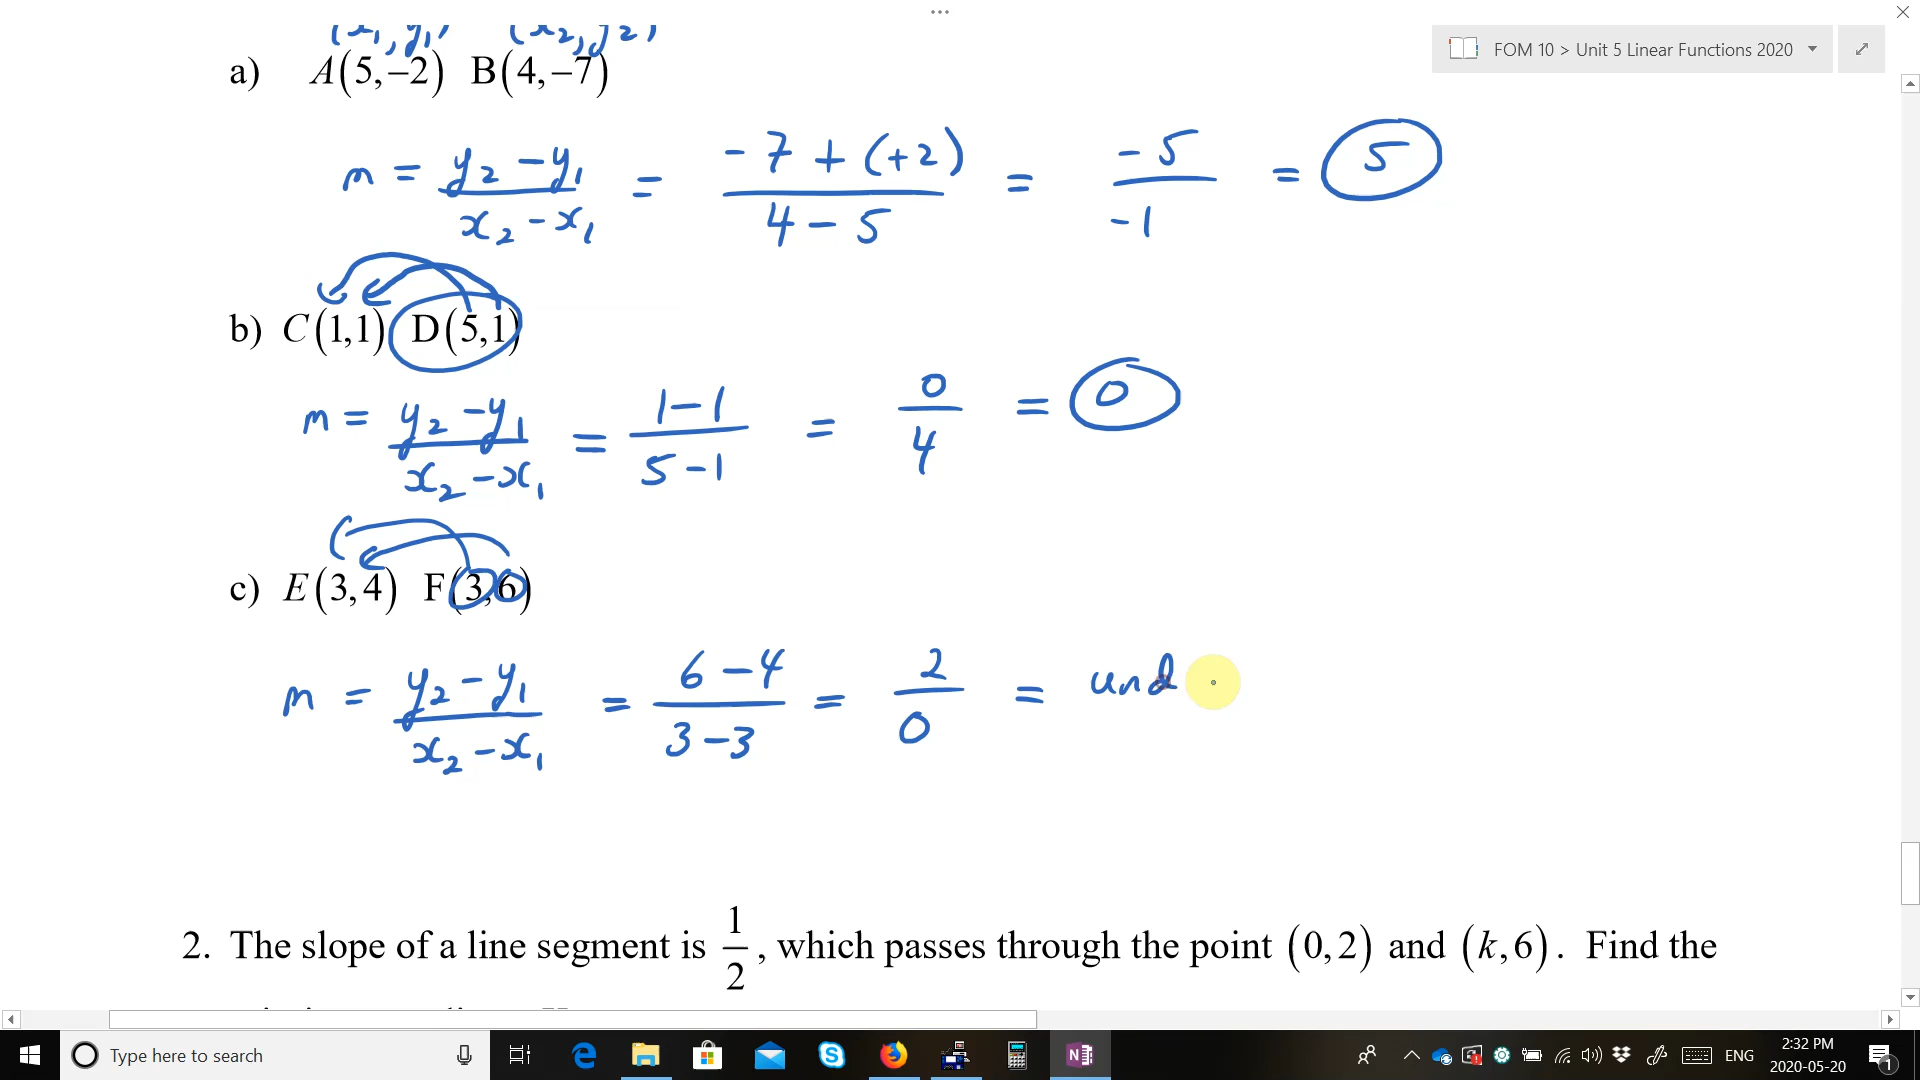 (x₁, y₁) (x₂, y₂)
FOM 10 > Unit 5 Linear Functions 2020
a) A(5,−2) B(4,−7)
m = y₂ − y₁ / x₂ − x₁ = −7 + (+2) / 4 − 5 = −5 / −1 = 5
b) C(1,1) D(5,1)
m = y₂ − y₁ / x₂ − x₁ = 1 − 1 / 5 − 1 = 0 / 4 = 0
c) E(3,4) F(3,6)
m = y₂ − y₁ / x₂ − x₁ = 6 − 4 / 3 − 3 = 2 / 0 = und
2. The slope of a line segment is 1/2, which passes through the point (0,2) and (k,6). Find the
Type here to search
ENG
2:32 PM
2020-05-20
1